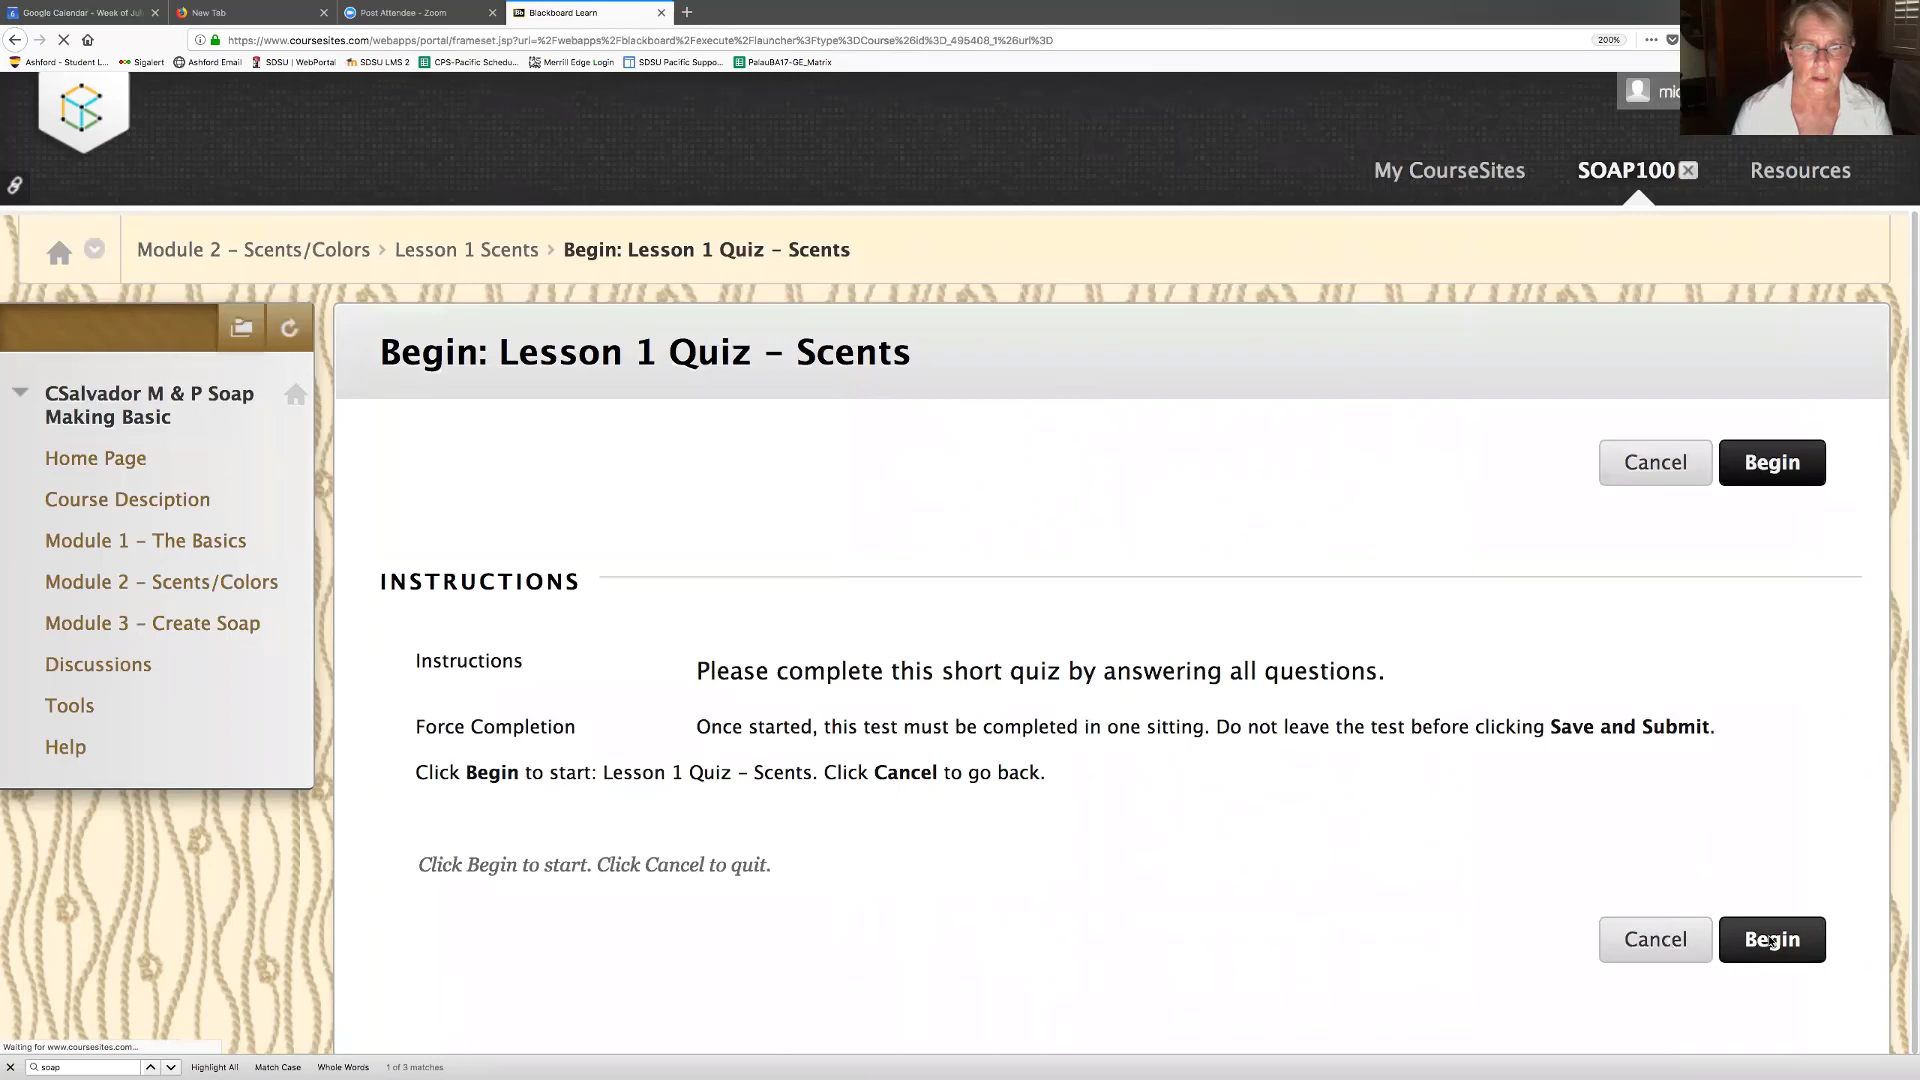 Google Calendar - Week of Jul
New Tab
Post Attendee - Zoom
Bb Blackboard Learn
https://www.coursesites.com/webapps/portal/frameset.jsp?url=%2Fwebapps%2Fblackboard%2Fexecute%2Flauncher%3Ftype%3DCourse%26id%3D_495408_1%26url%3D
200%
Ashford - Student L...
Sigalert
Ashford Email
SDSU | WebPortal
SDSU LMS 2
CPS-Pacific Schedu...
Merrill Edge Login
SDSU Pacific Suppo...
PalauBA17-GE_Matrix
My CourseSites
SOAP100
Resources
Module 2 - Scents/Colors > Lesson 1 Scents > Begin: Lesson 1 Quiz - Scents
Begin: Lesson 1 Quiz - Scents
CSalvador M & P Soap
Making Basic
Home Page
Course Desciption
Module 1 - The Basics
Module 2 - Scents/Colors
Module 3 - Create Soap
Discussions
Tools
Help
Cancel
Begin
INSTRUCTIONS
Instructions
Please complete this short quiz by answering all questions.
Force Completion
Once started, this test must be completed in one sitting. Do not leave the test before clicking Save and Submit.
Click Begin to start: Lesson 1 Quiz - Scents. Click Cancel to go back.
Click Begin to start. Click Cancel to quit.
Cancel
Begin
Waiting for www.coursesites.com...
soap
Highlight All
Match Case
Whole Words
1 of 3 matches